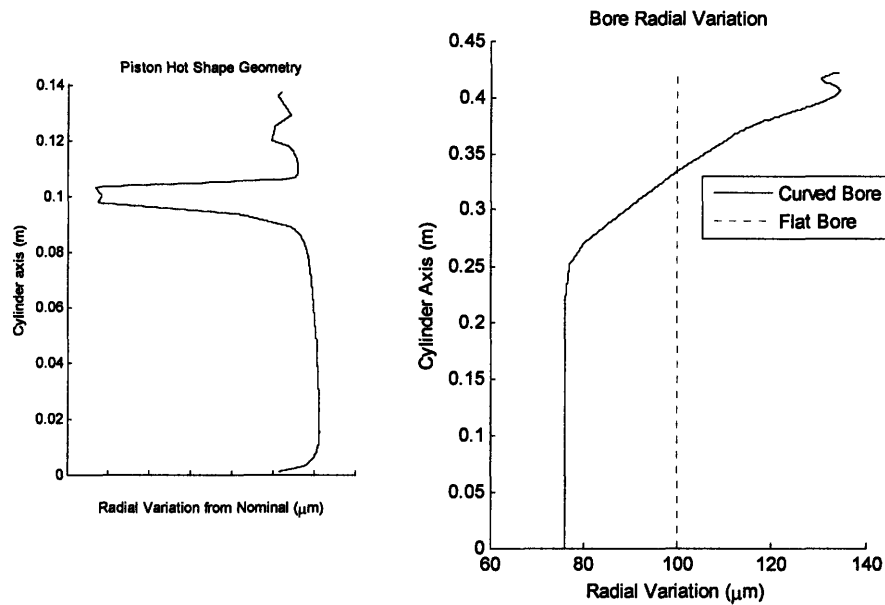 Piston Hot Shape Geometry
0.14
0.12
0.1
0.08
0.06
0.04
0.02
0
Cylinder axis (m)
Radial Variation from Nominal (μm)
Bore Radial Variation
0.45
0.4
0.35
0.3
0.25
0.2
0.15
0.1
0.05
0
Cylinder Axis (m)
Curved Bore
Flat Bore
60
80
100
120
140
Radial Variation (μm)